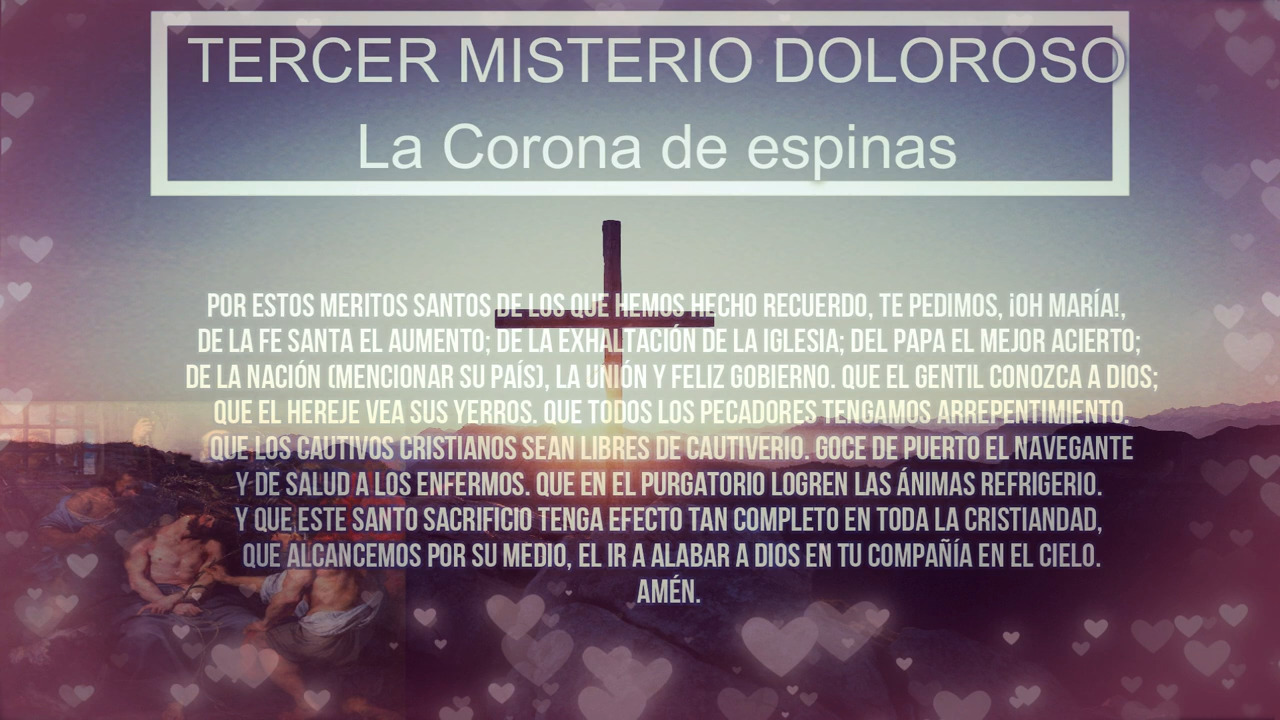 TERCER MISTERIO DOLOROSO
La Corona de espinas
POR ESTOS MERITOS SANTOS DE LOS QUE HEMOS HECHO RECUERDO, TE PEDIMOS, ¡OH MARÍA!,
DE LA FE SANTA EL AUMENTO; DE LA EXHALTACIÓN DE LA IGLESIA; DEL PAPA EL MEJOR ACIERTO;
DE LA NACIÓN (MENCIONAR SU PAÍS), LA UNIÓN Y FELIZ GOBIERNO. QUE EL GENTIL CONOZCA A DIOS;
QUE EL HEREJE VEA SUS YERROS. QUE TODOS LOS PECADORES TENGAMOS ARREPENTIMIENTO.
QUE LOS CAUTIVOS CRISTIANOS SEAN LIBRES DE CAUTIVERIO. GOCE DE PUERTO EL NAVEGANTE
Y DE SALUD A LOS ENFERMOS. QUE EN EL PURGATORIO LOGREN LAS ÁNIMAS REFRIGERIO.
Y QUE ESTE SANTO SACRIFICIO TENGA EFECTO TAN COMPLETO EN TODA LA CRISTIANDAD,
QUE ALCANCEMOS POR SU MEDIO, EL IR A ALABAR A DIOS EN TU COMPAÑÍA EN EL CIELO.
AMÉN.